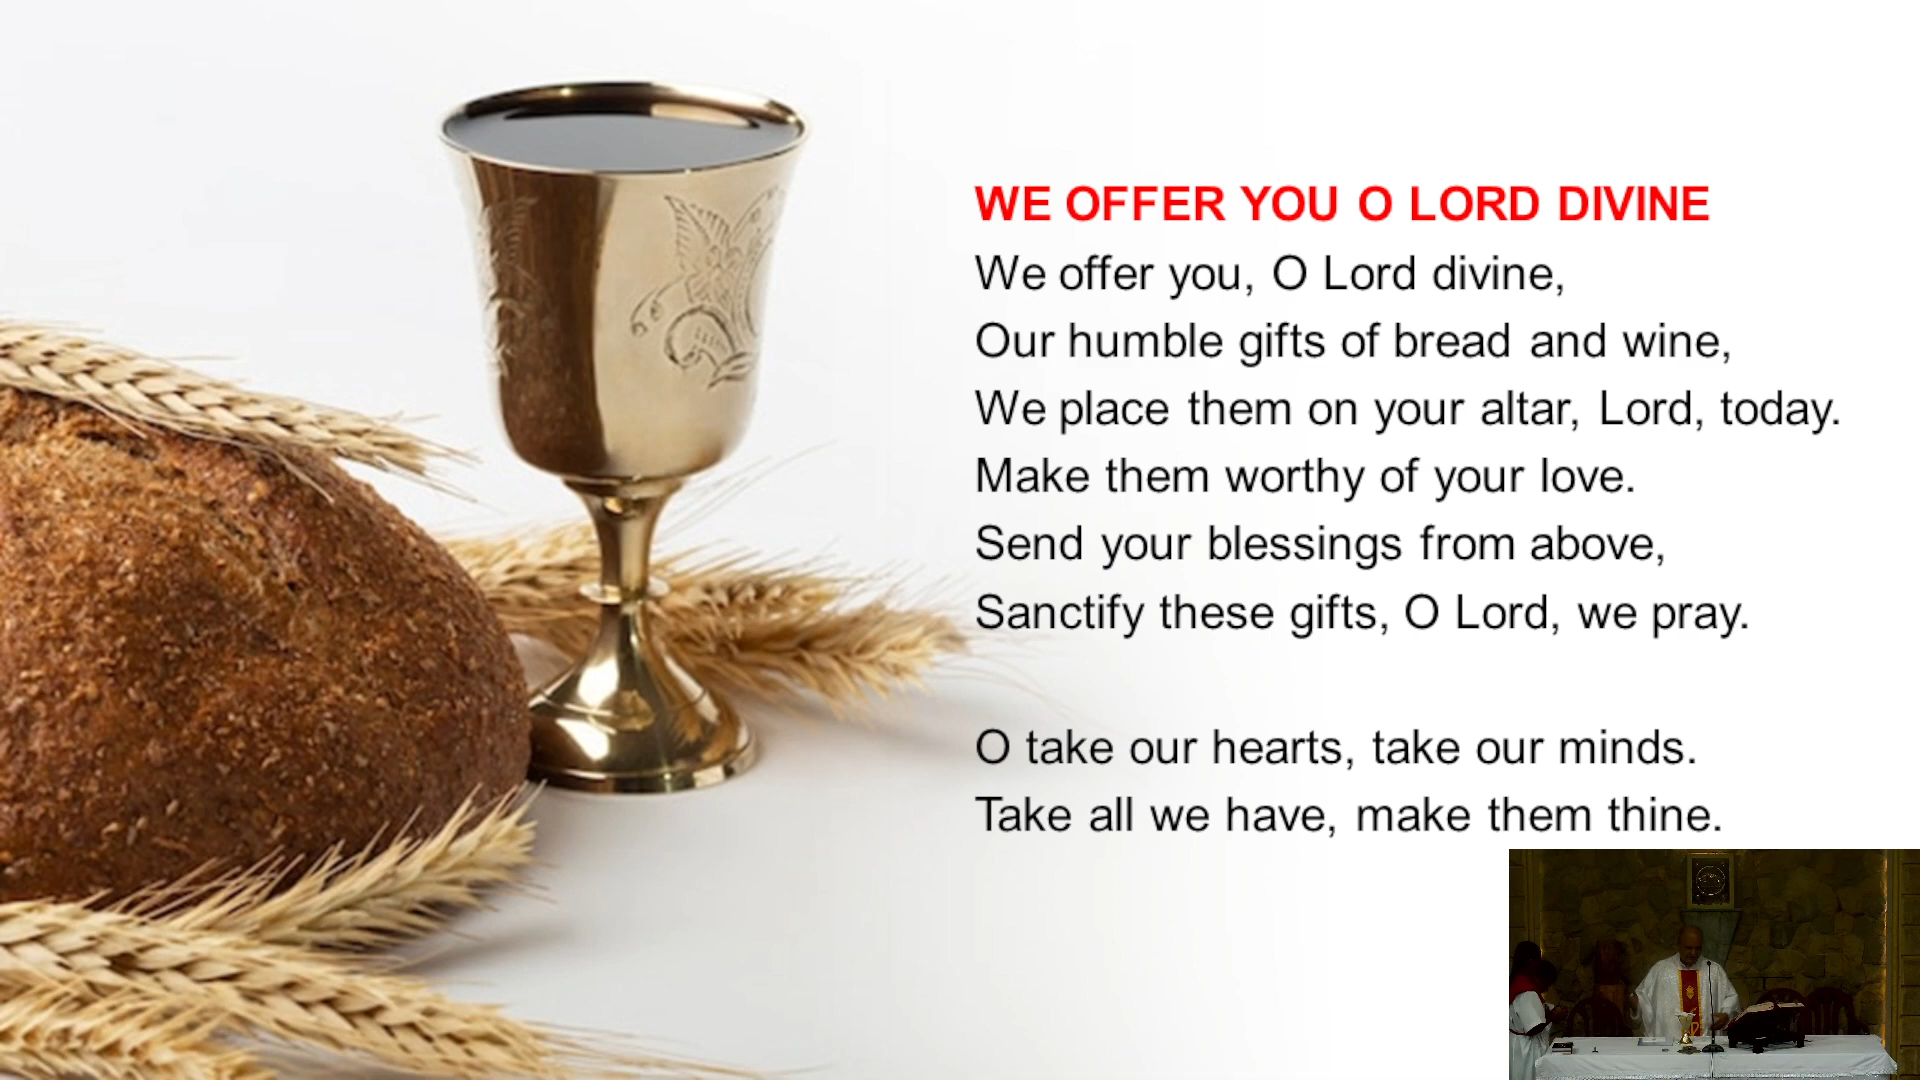 WE OFFER YOU O LORD DIVINE
We offer you, O Lord divine,
Our humble gifts of bread and wine,
We place them on your altar, Lord, today.
Make them worthy of your love.
Send your blessings from above,
Sanctify these gifts, O Lord, we pray.
O take our hearts, take our minds.
Take all we have, make them thine.